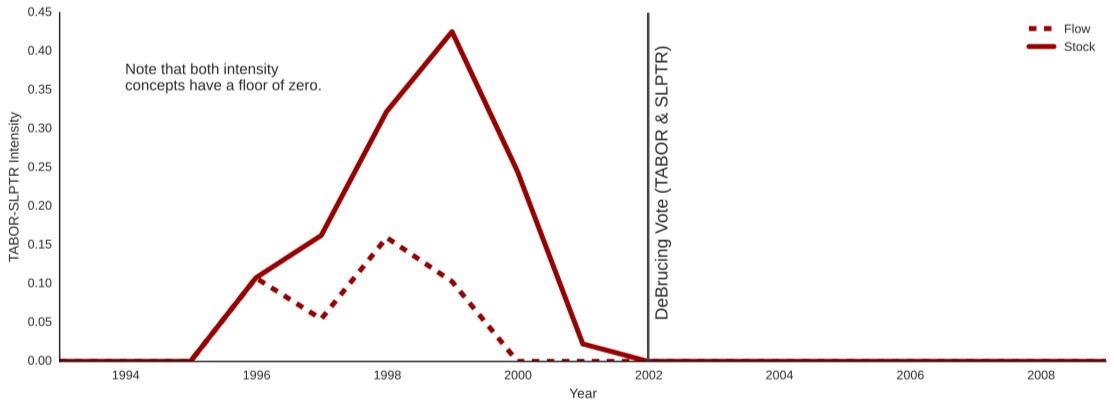 0.45
0.40
0.35
0.30
0.25
0.20
0.15
0.10
0.05
0.00
TABOR-SLPTR Intensity
Note that both intensity
concepts have a floor of zero.
DeBrucing Vote (TABOR & SLPTR)
Flow
Stock
1994 1996 1998 2000 2002 2004 2006 2008
Year